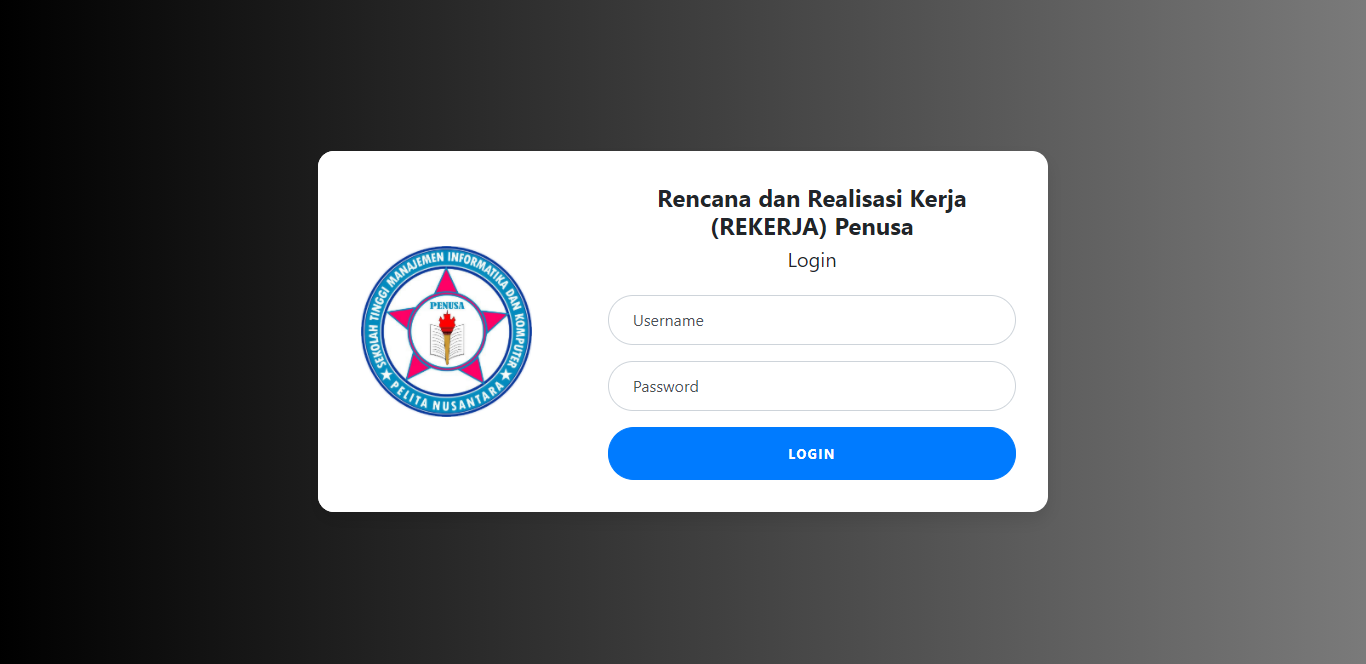 SEKOLAH TINGGI MANAJEMEN INFORMATIKA DAN KOMPUTER
PENUSA
PELITA NUSANTARA
Rencana dan Realisasi Kerja
(REKERJA) Penusa
Login
Username
Password
LOGIN